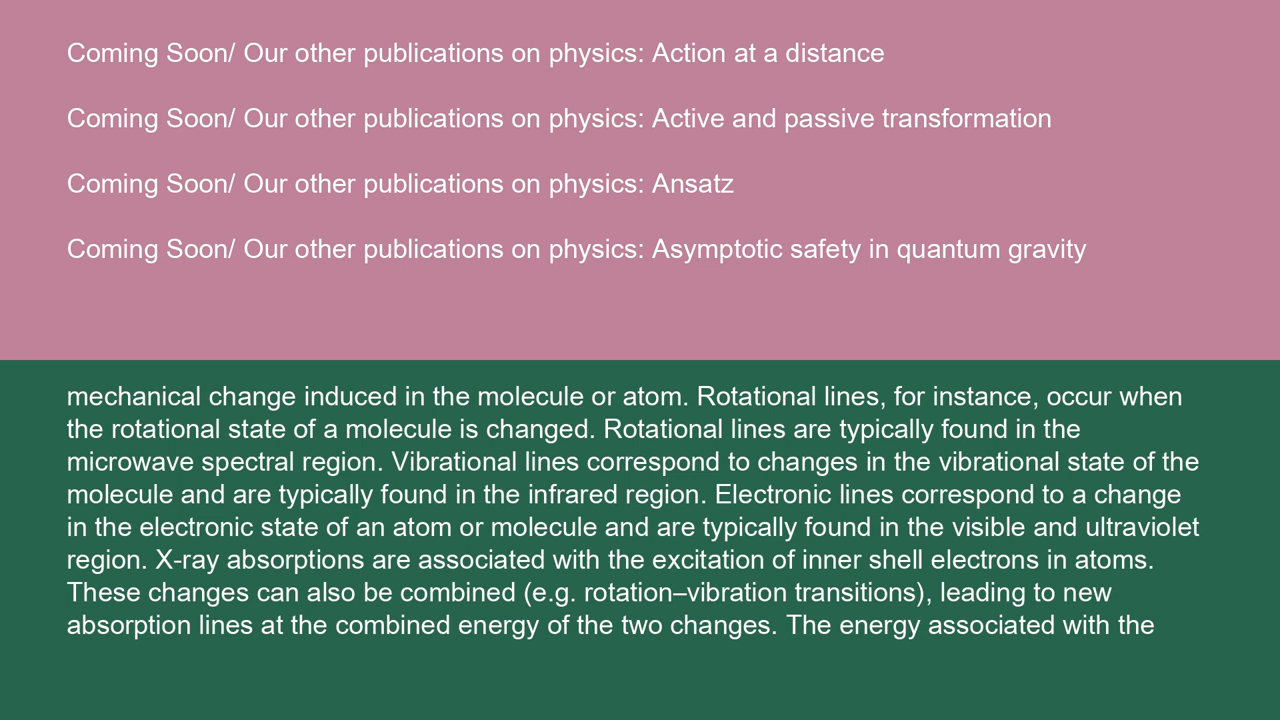 Coming Soon/ Our other publications on physics: Action at a distance
Coming Soon/ Our other publications on physics: Active and passive transformation
Coming Soon/ Our other publications on physics: Ansatz
Coming Soon/ Our other publications on physics: Asymptotic safety in quantum gravity
mechanical change induced in the molecule or atom. Rotational lines, for instance, occur when
the rotational state of a molecule is changed. Rotational lines are typically found in the
microwave spectral region. Vibrational lines correspond to changes in the vibrational state of the
molecule and are typically found in the infrared region. Electronic lines correspond to a change
in the electronic state of an atom or molecule and are typically found in the visible and ultraviolet
region. X-ray absorptions are associated with the excitation of inner shell electrons in atoms.
These changes can also be combined (e.g. rotation–vibration transitions), leading to new
absorption lines at the combined energy of the two changes. The energy associated with the